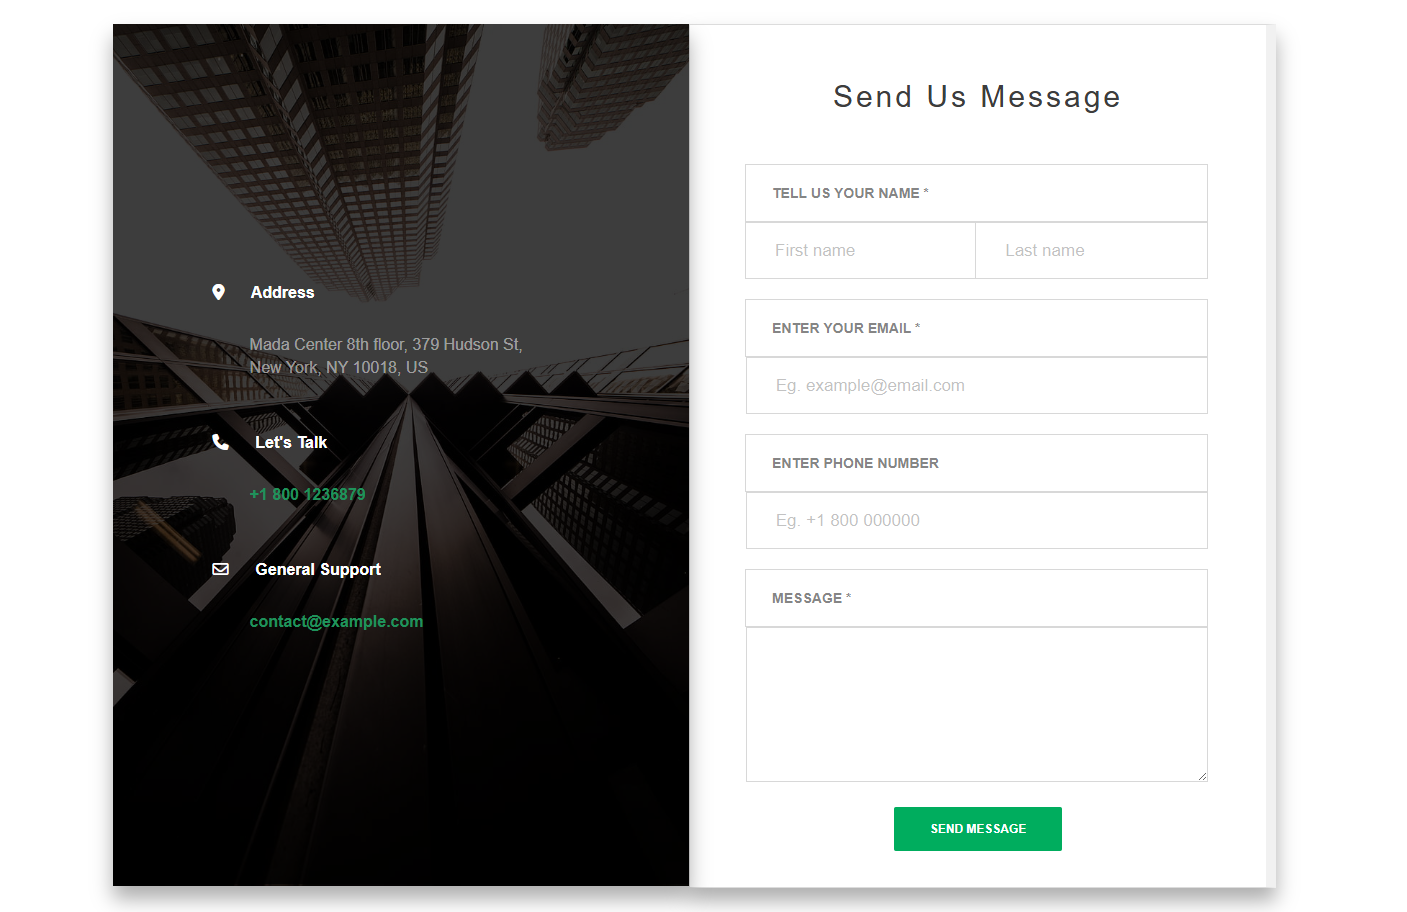 Address
Mada Center 8th floor, 379 Hudson St,
New York, NY 10018, US
Let's Talk
+1 800 1236879
General Support
contact@example.com
Send Us Message
TELL US YOUR NAME *
First name
Last name
ENTER YOUR EMAIL *
Eg. example@email.com
ENTER PHONE NUMBER
Eg. +1 800 000000
MESSAGE *
SEND MESSAGE